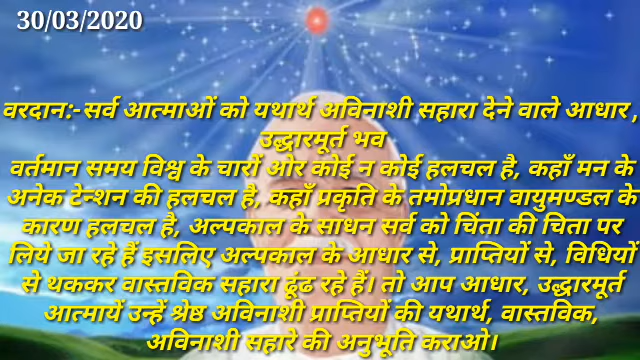 30/03/2020
वरदान:-सर्व आत्माओं को यथार्थ अविनाशी सहारा देने वाले आधार,
उद्धारमूर्त भव
वर्तमान समय विश्व के चारों ओर कोई न कोई हलचल है, कहाँ मन के
अनेक टेन्शन की हलचल है, कहाँ प्रकृति के तमोप्रधान वायुमण्डल के
कारण हलचल है, अल्पकाल के साधन सर्व को चिंता की चिता पर
लिये जा रहे हैं इसलिए अल्पकाल के आधार से, प्राप्तियों से, विधियों
से थककर वास्तविक सहारा ढूंढ रहे हैं। तो आप आधार, उद्धारमूर्त
आत्मायें उन्हें श्रेष्ठ अविनाशी प्राप्तियों की यथार्थ, वास्तविक,
अविनाशी सहारे की अनुभूति कराओ।